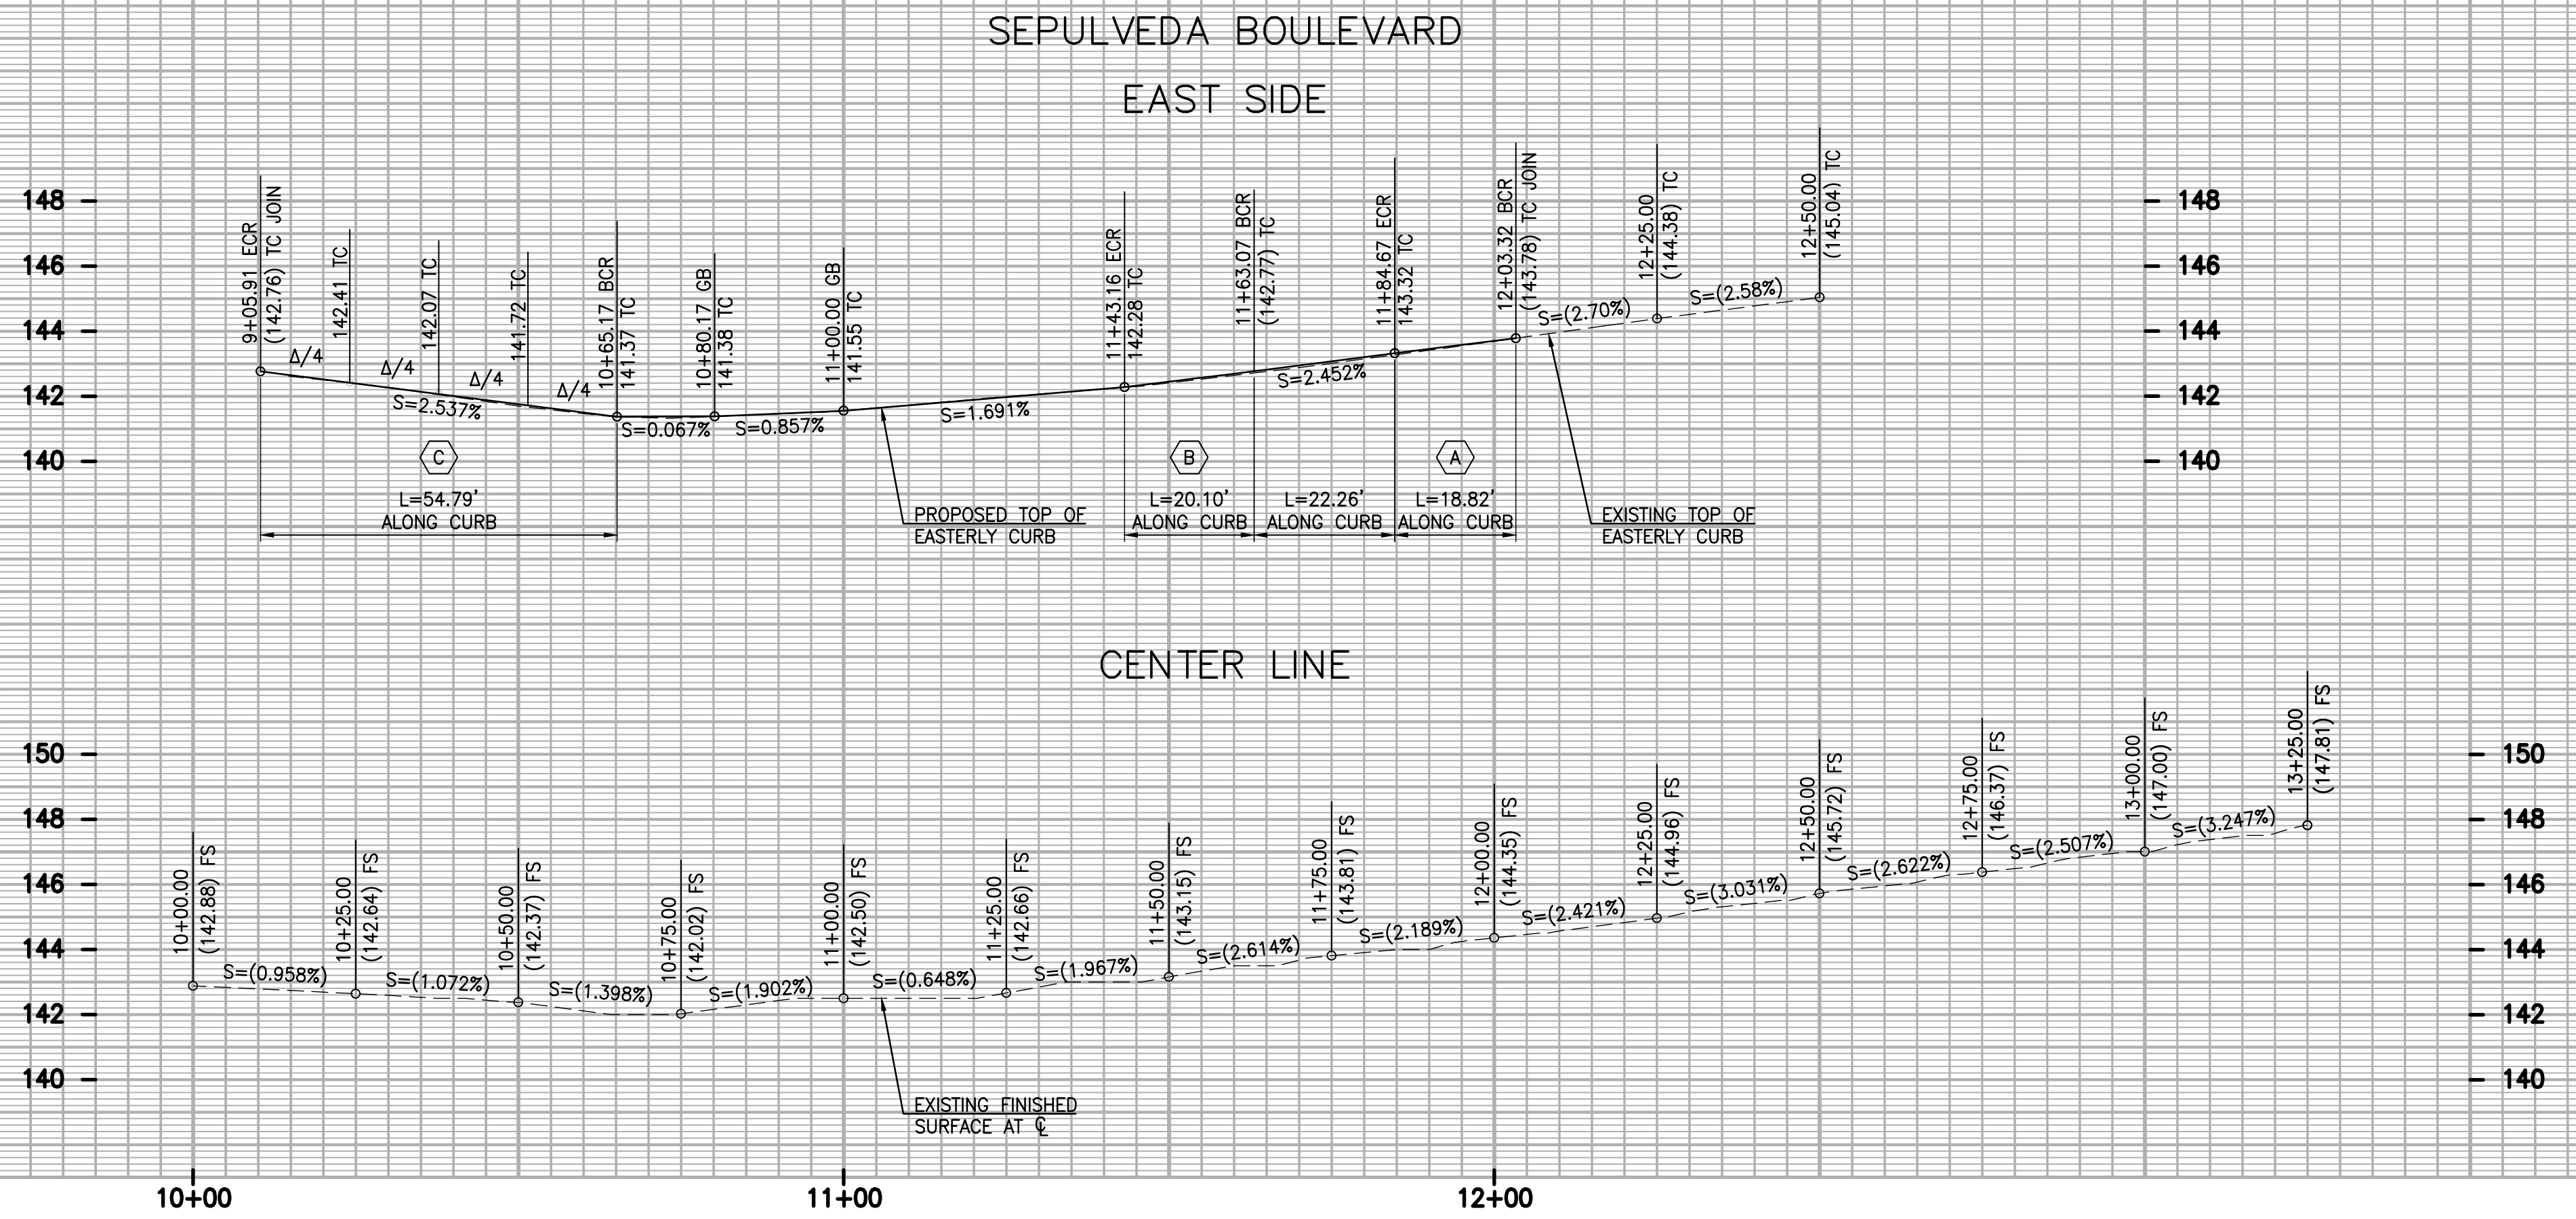 SEPULVEDA BOULEVARD
EAST SIDE
148
146
144
142
140
9+05.91 ECR
(142.76) TC JOIN
142.41 TC
142.07 TC
141.72 TC
10+65.17 BCR
141.37 TC
10+80.17 GB
141.38 TC
11+00.00 GB
141.55 TC
11+43.16 ECR
142.28 TC
11+63.07 BCR
(142.77) TC
11+84.67 ECR
143.32 TC
12+03.32 BCR
(143.78) TC JOIN
12+25.00
(144.38) TC
12+50.00
(145.04) TC
148
146
144
142
140
Δ/4
Δ/4
Δ/4
Δ/4
S=2.537%
S=0.067%
S=0.857%
S=1.691%
S=2.452%
S=(2.70%)
S=(2.58%)
C
B
A
L=54.79'
ALONG CURB
PROPOSED TOP OF
EASTERLY CURB
L=20.10'
ALONG CURB
L=22.26'
ALONG CURB
L=18.82'
ALONG CURB
EXISTING TOP OF
EASTERLY CURB
CENTER LINE
150
148
146
144
142
140
10+00.00
(142.88) FS
10+25.00
(142.64) FS
10+50.00
(142.37) FS
10+75.00
(142.02) FS
11+00.00
(142.50) FS
11+25.00
(142.66) FS
11+50.00
(143.15) FS
11+75.00
(143.81) FS
12+00.00
(144.35) FS
12+25.00
(144.96) FS
12+50.00
(145.72) FS
12+75.00
(146.37) FS
13+00.00
(147.00) FS
13+25.00
(147.81) FS
150
148
146
144
142
140
S=(0.958%)
S=(1.072%)
S=(1.398%)
S=(1.902%)
S=(0.648%)
S=(1.967%)
S=(2.614%)
S=(2.189%)
S=(2.421%)
S=(3.031%)
S=(2.622%)
S=(2.507%)
S=(3.247%)
EXISTING FINISHED
SURFACE AT ℄
10+00
11+00
12+00